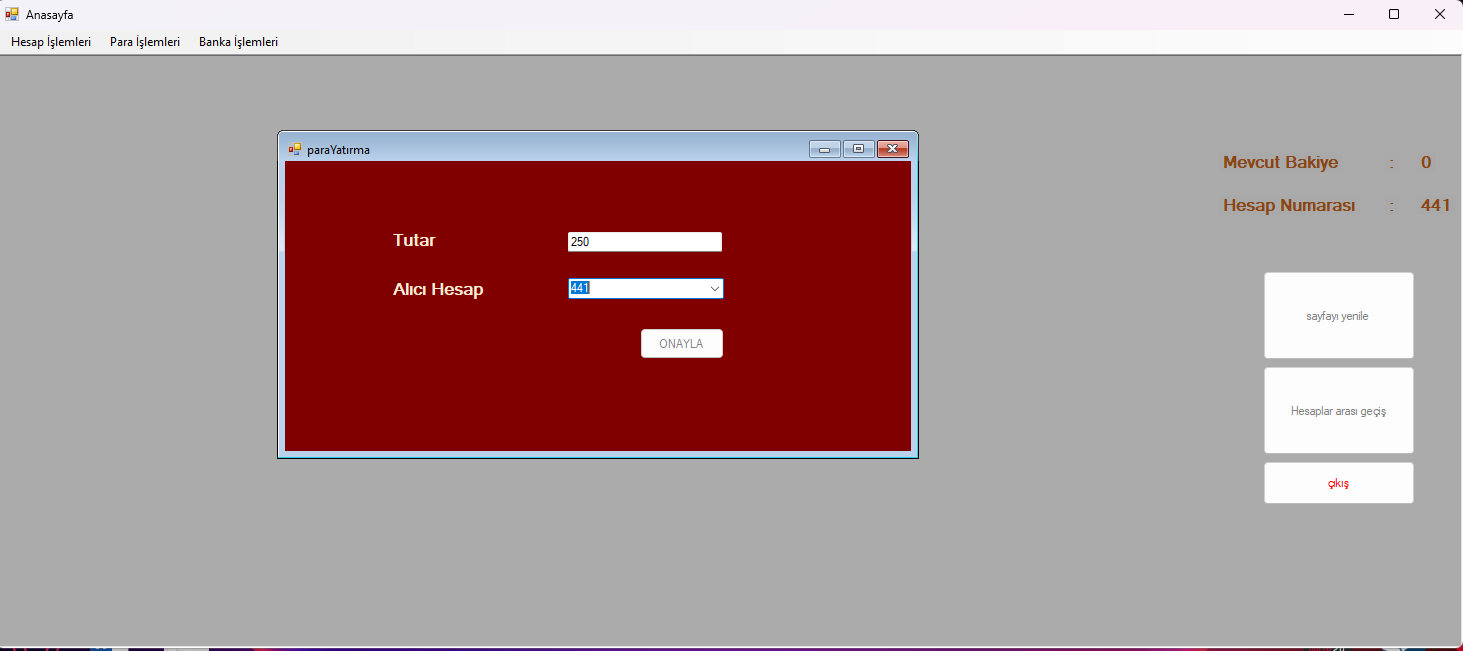 Anasayfa
Hesap İşlemleri Para İşlemleri Banka İşlemleri
paraYatırma
Tutar 250
Alıcı Hesap 441
ONAYLA
Mevcut Bakiye : 0
Hesap Numarası : 441
sayfayı yenile
Hesaplar arası geçiş
çıkış